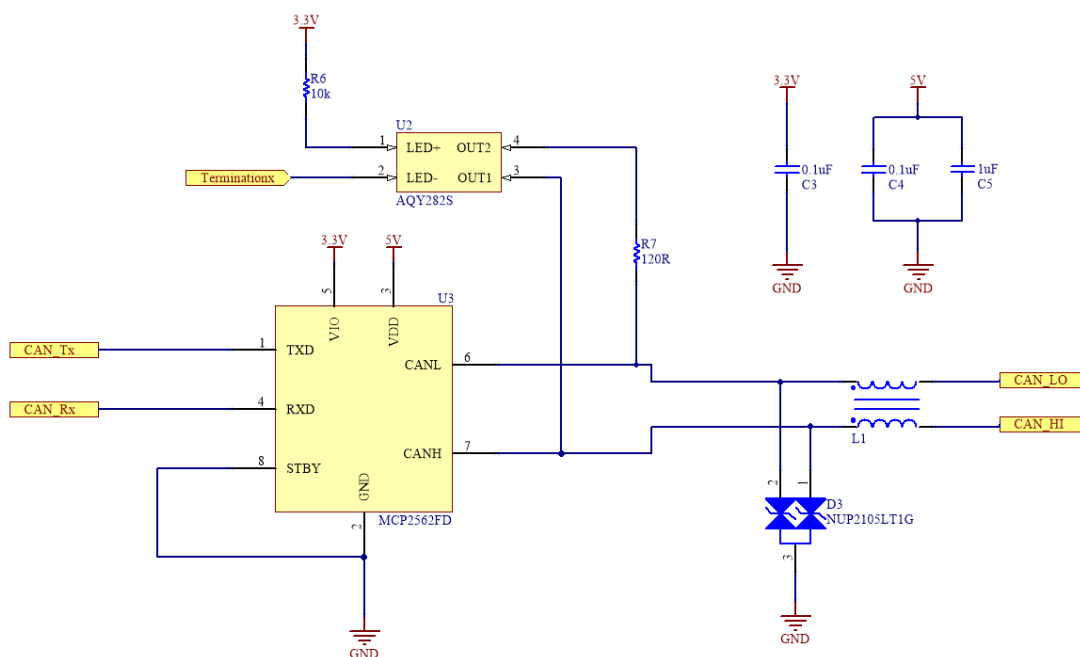 3.3V
R6
10k
U2
1
LED+
OUT2
4
Terminationx
2
LED-
OUT1
3
AQY282S
3.3V
0.1uF
C3
GND
5V
0.1uF
C4
1uF
C5
GND
R7
120R
3.3V
5V
U3
5
3
VIO
VDD
CAN_Tx
1
TXD
CANL
6
CAN_Rx
4
RXD
8
STBY
CANH
7
GND
2
MCP2562FD
GND
CAN_LO
CAN_HI
L1
2
1
D3
NUP2105LT1G
3
GND